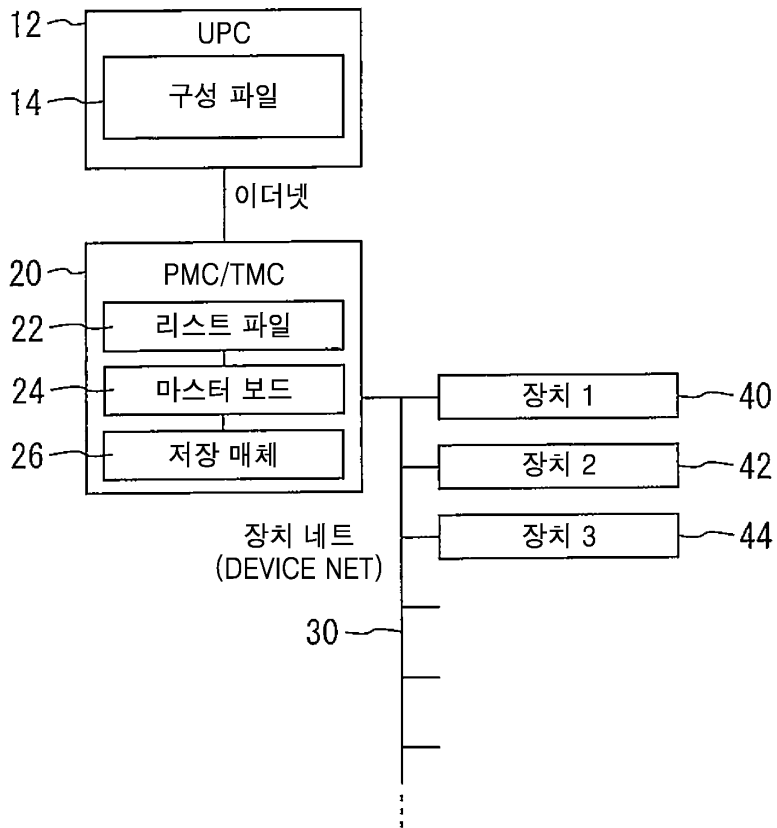 12
UPC
14
구성 파일
이더넷
20
PMC/TMC
22
리스트 파일
24
마스터 보드
26
저장 매체
장치 1
40
장치 2
42
장치 3
44
장치 네트
(DEVICE NET)
30